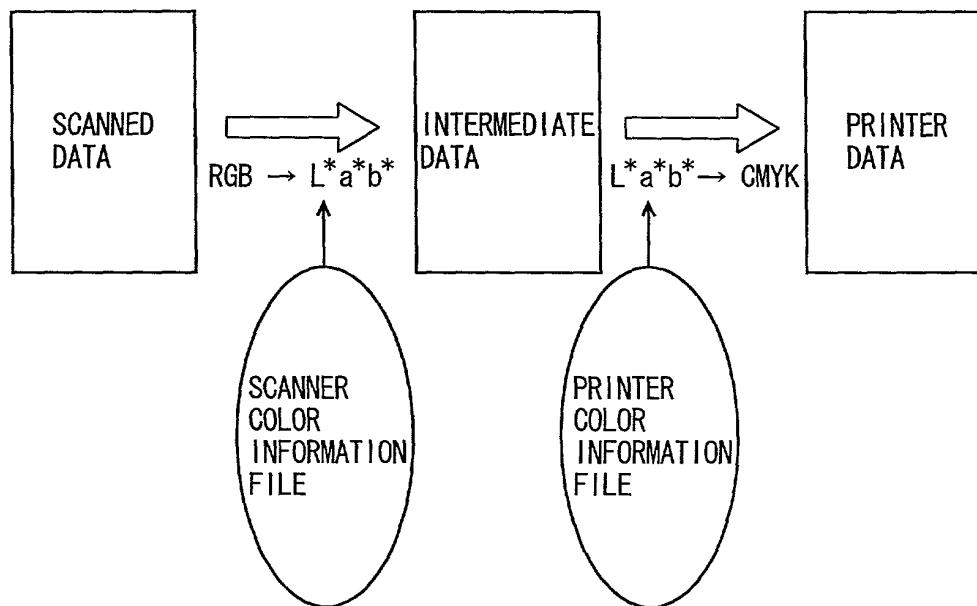 SCANNED
DATA
RGB → L*a*b*
INTERMEDIATE
DATA
L*a*b* → CMYK
PRINTER
DATA
SCANNER
COLOR
INFORMATION
FILE
PRINTER
COLOR
INFORMATION
FILE